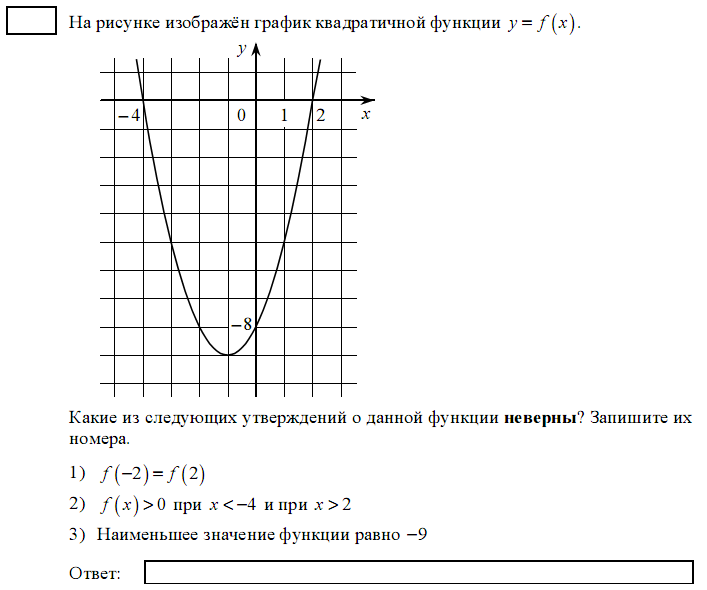 На рисунке изображён график квадратичной функции y = f(x).
y
−4 0 1 2 x
−8
Какие из следующих утверждений о данной функции неверны? Запишите их
номера.
1) f(−2) = f(2)
2) f(x) > 0 при x < −4 и при x > 2
3) Наименьшее значение функции равно −9
Ответ: